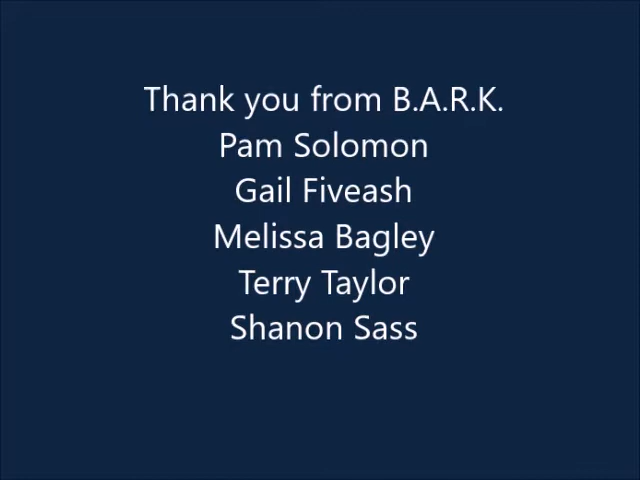 Thank you from B.A.R.K.
Pam Solomon
Gail Fiveash
Melissa Bagley
Terry Taylor
Shanon Sass